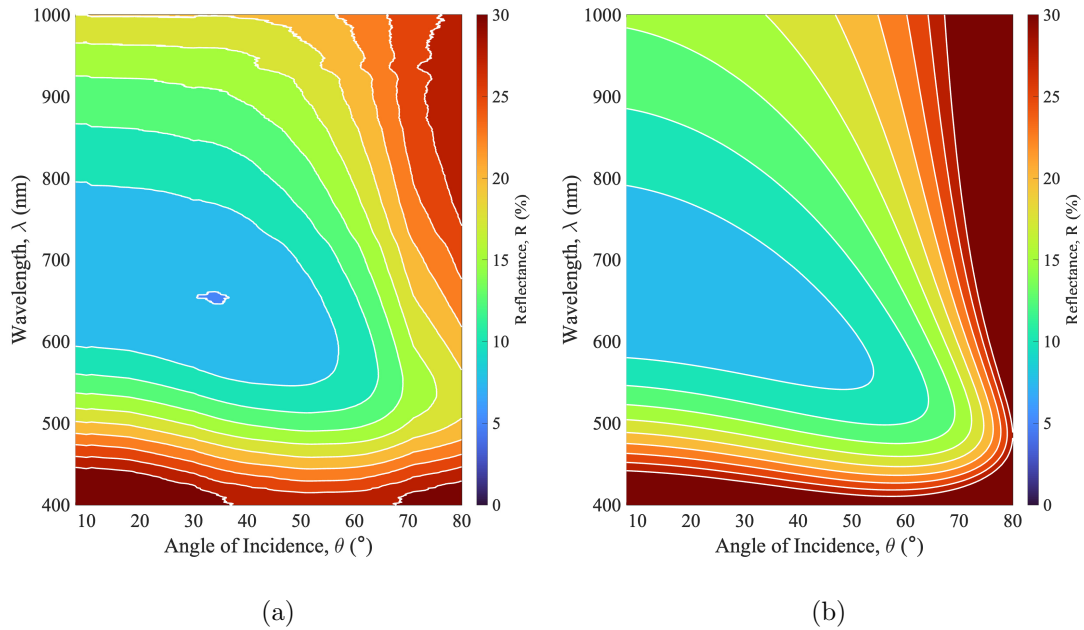 1000
900
800
700
600
500
400
Wavelength, λ (nm)
10 20 30 40 50 60 70 80
Angle of Incidence, θ (°)
30
25
20
15
10
5
0
Reflectance, R (%)
(a)
1000
900
800
700
600
500
400
Wavelength, λ (nm)
10 20 30 40 50 60 70 80
Angle of Incidence, θ (°)
30
25
20
15
10
5
0
Reflectance, R (%)
(b)